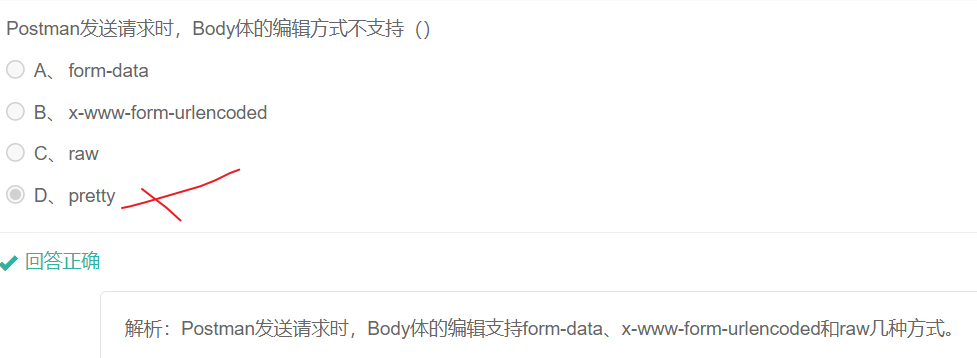 Postman发送请求时，Body体的编辑方式不支持（）
A、 form-data
B、 x-www-form-urlencoded
C、 raw
D、 pretty
回答正确
解析：Postman发送请求时，Body体的编辑支持form-data、x-www-form-urlencoded和raw几种方式。